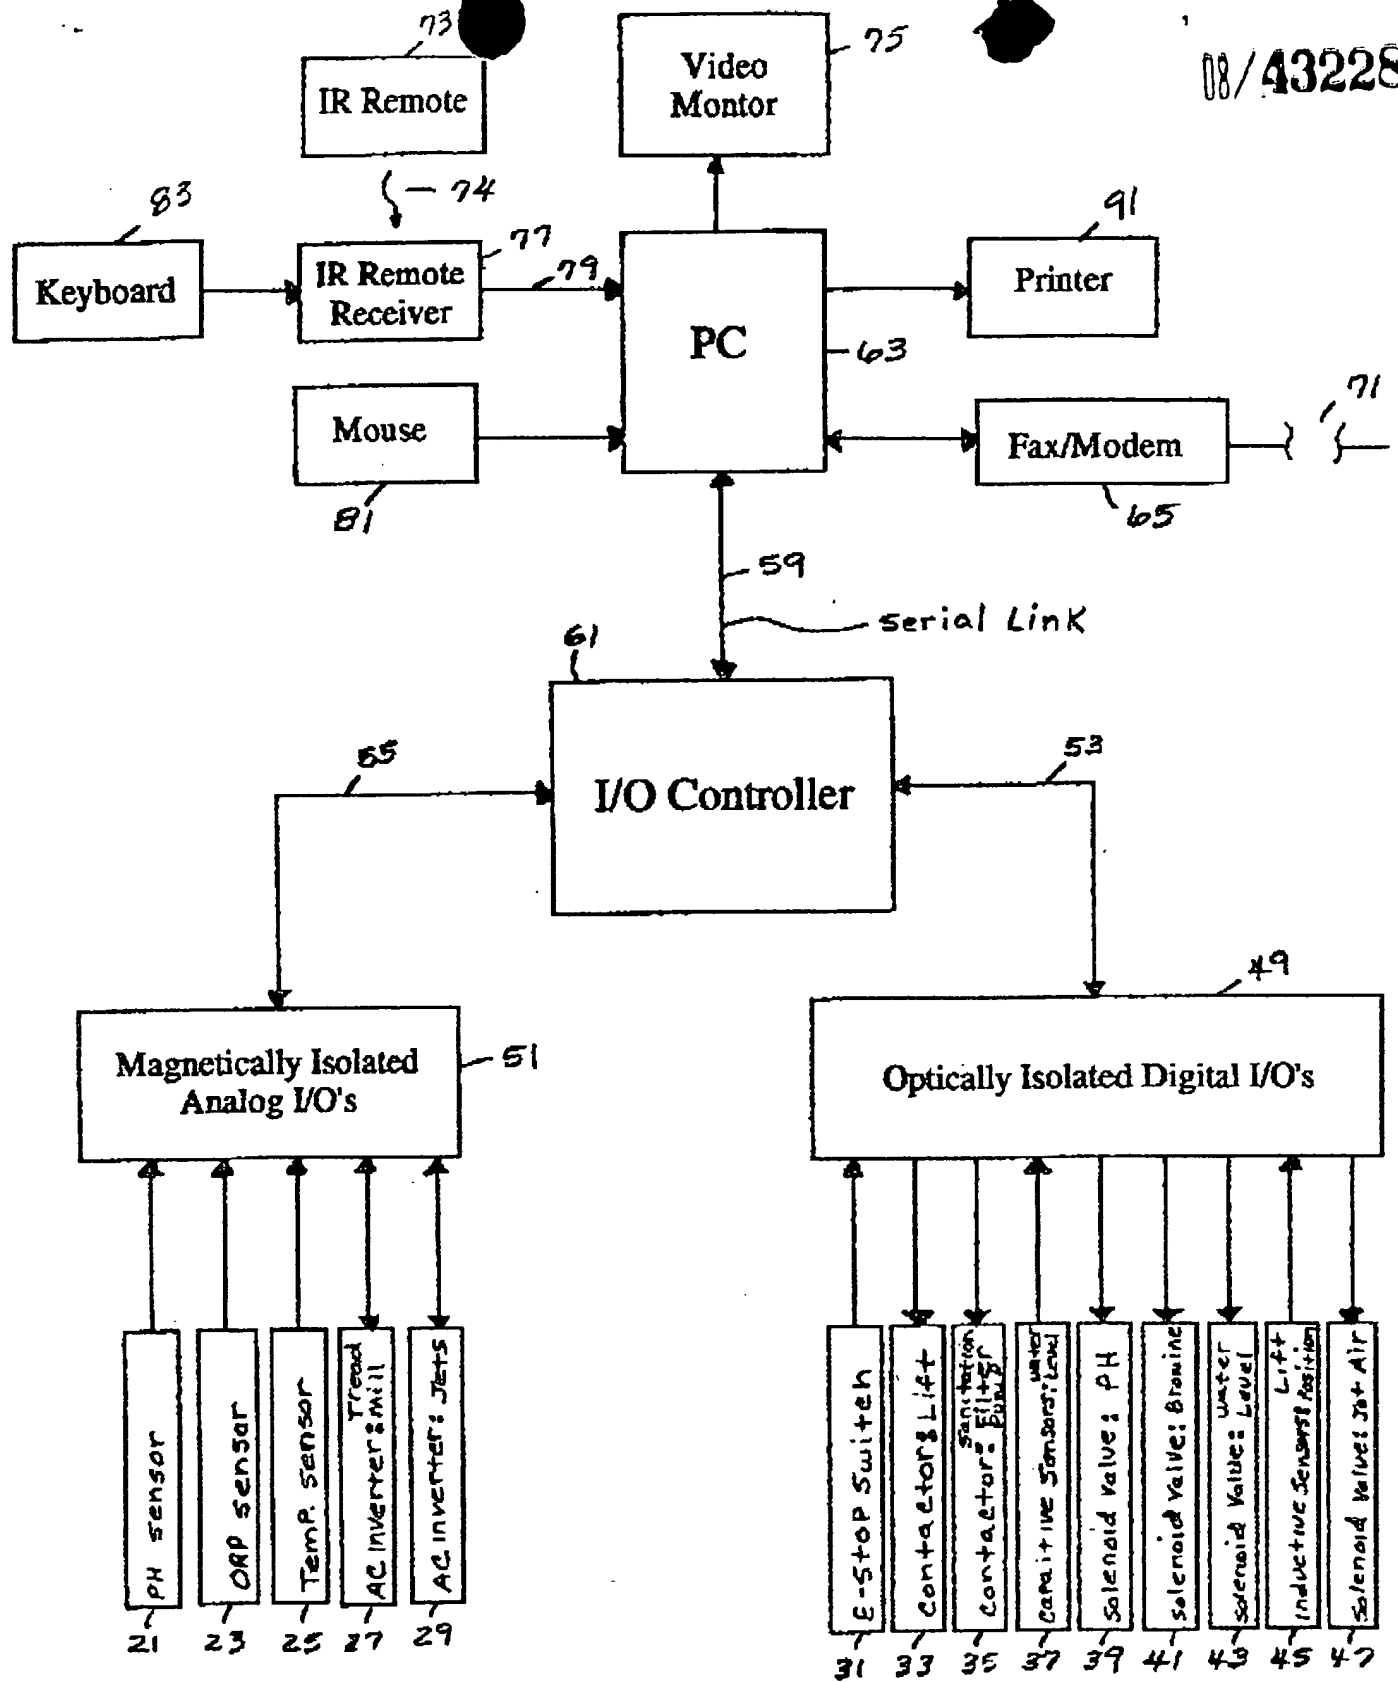 73
75
08/43228
IR Remote
Video
Montor
74
83
91
77
79
Keyboard
IR Remote
Receiver
PC
Printer
63
71
Mouse
Fax/Modem
81
65
59
Serial Link
61
55
53
I/O Controller
49
Magnetically Isolated
Analog I/O's
51
Optically Isolated Digital I/O's
PH sensor
ORP sensor
Temp. sensor
AC Inverter: Tread
mill
AC Inverter: Jets
E-Stop Switch
Contactor: Lift
Contactor: Sanitation
Filter
Pump
Capaitive Sensors: Water
Level
Solenoid Valve: PH
Solenoid Valve: Bromine
Solenoid Valve: Water
Level
Inductive Sensors: Lift
Position
Solenoid Valve: Jet Air
21
23
25
27
29
31
33
35
37
39
41
43
45
47